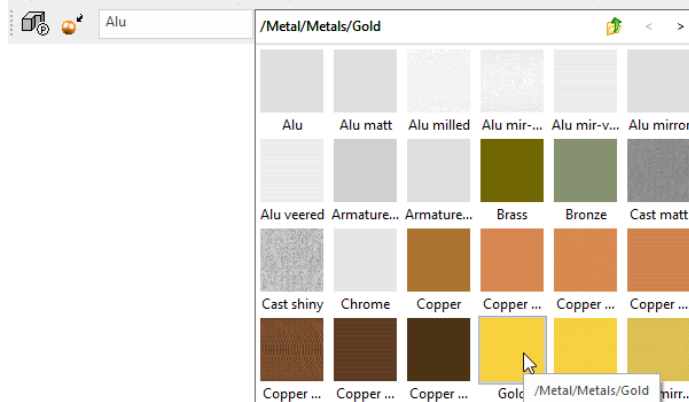 Alu /Metal/Metals/Gold < >
Alu Alu matt Alu milled Alu mir-... Alu mir-v... Alu mirror
Alu veered Armature... Armature... Brass Bronze Cast matt
Cast shiny Chrome Copper Copper ... Copper ... Copper ...
Copper ... Copper ... Copper ... Gold /Metal/Metals/Gold mirr...